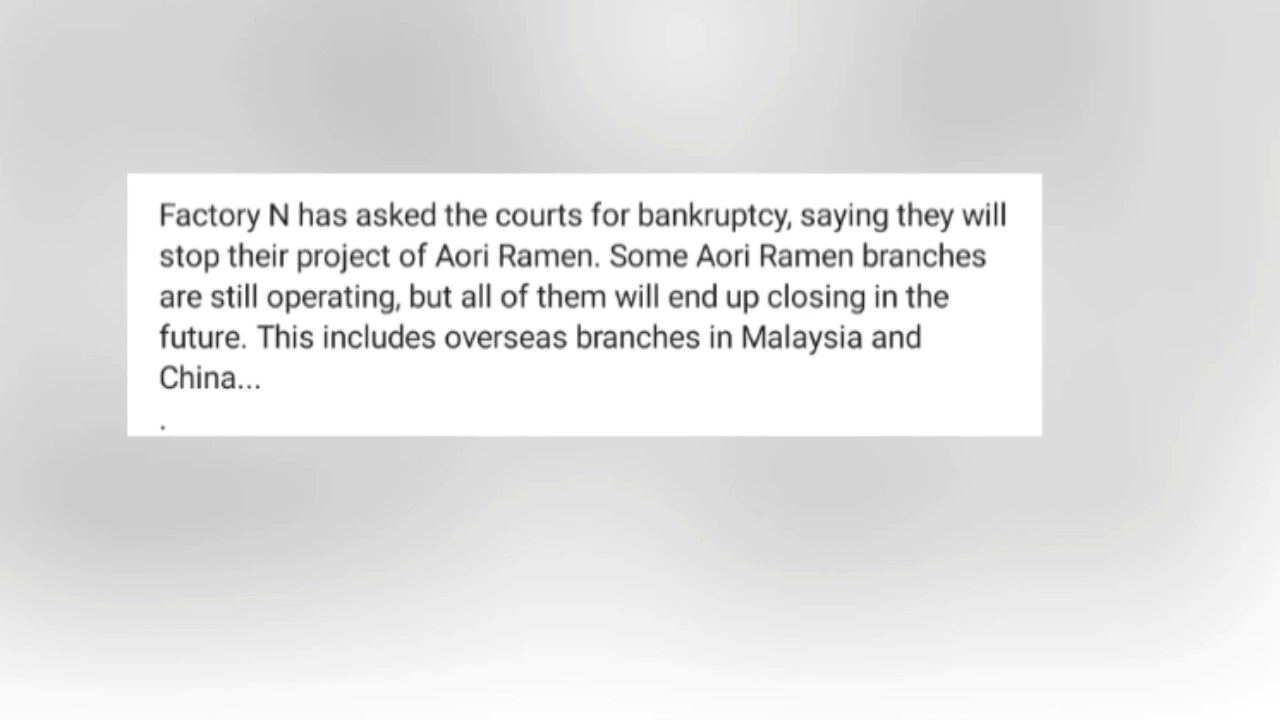 Factory N has asked the courts for bankruptcy, saying they will
stop their project of Aori Ramen. Some Aori Ramen branches
are still operating, but all of them will end up closing in the
future. This includes overseas branches in Malaysia and
China...
.